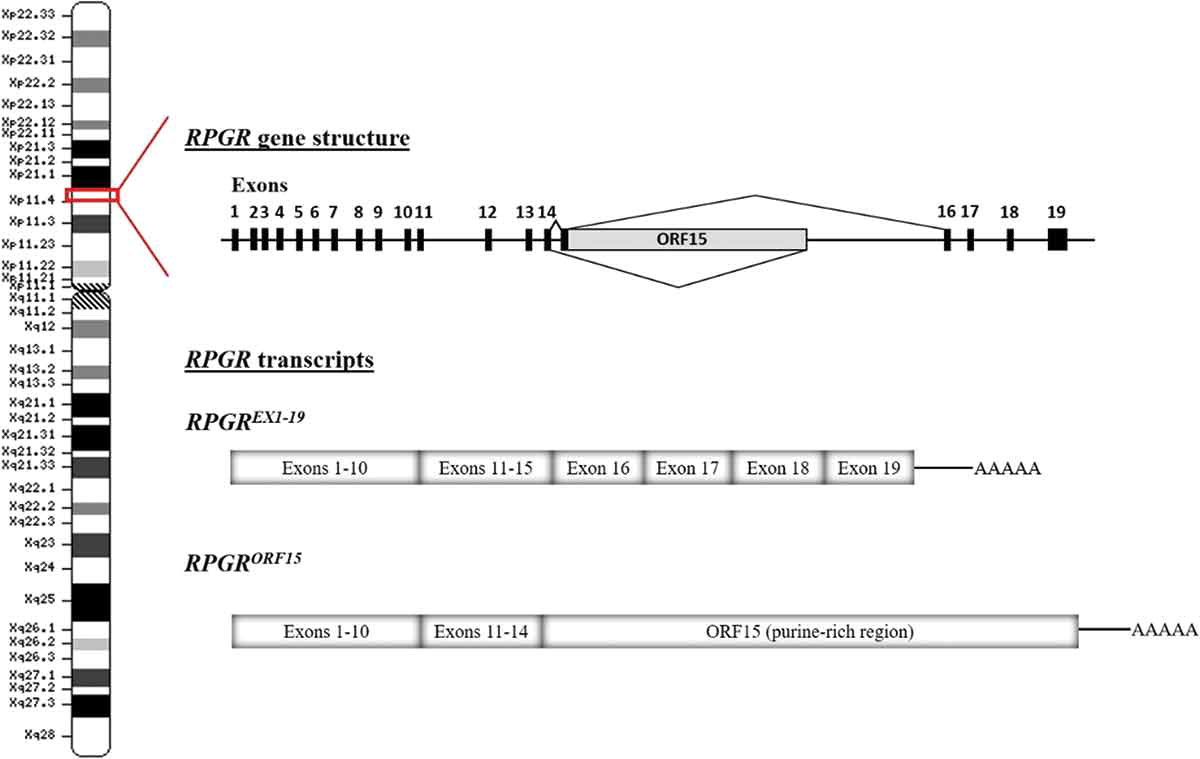 Xp22.33
Xp22.32
Xp22.31
Xp22.2
Xp22.13
Xp22.12
Xp22.11
Xp21.3
Xp21.2
Xp21.1
Xp11.4
Xp11.3
Xp11.23
Xp11.22
Xp11.21
Xp11.1
Xq11.1
Xq11.2
Xq12
Xq13.1
Xq13.2
Xq13.3
Xq21.1
Xq21.2
Xq21.31
Xq21.32
Xq21.33
Xq22.1
Xq22.2
Xq22.3
Xq23
Xq24
Xq25
Xq26.1
Xq26.2
Xq26.3
Xq27.1
Xq27.2
Xq27.3
Xq28
RPGR gene structure
Exons
1 2 3 4 5 6 7 8 9 10 11 12 13 14 16 17 18 19
ORF15
RPGR transcripts
RPGR^EX1-19
Exons 1-10 Exons 11-15 Exon 16 Exon 17 Exon 18 Exon 19 AAAAA
RPGR^ORF15
Exons 1-10 Exons 11-14 ORF15 (purine-rich region) AAAAA